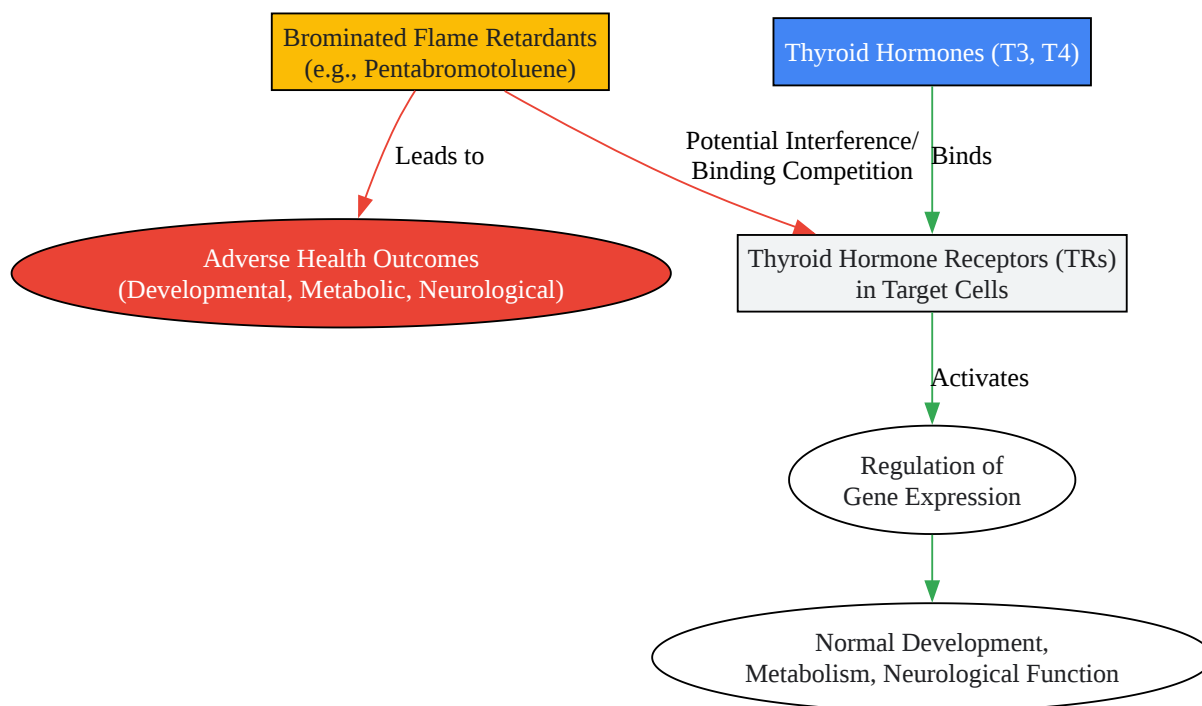 Brominated Flame Retardants
(e.g., Pentabromotoluene)
Thyroid Hormones (T3, T4)
Leads to
Potential Interference/
Binding Competition
Binds
Adverse Health Outcomes
(Developmental, Metabolic, Neurological)
Thyroid Hormone Receptors (TRs)
in Target Cells
Activates
Regulation of
Gene Expression
Normal Development,
Metabolism, Neurological Function